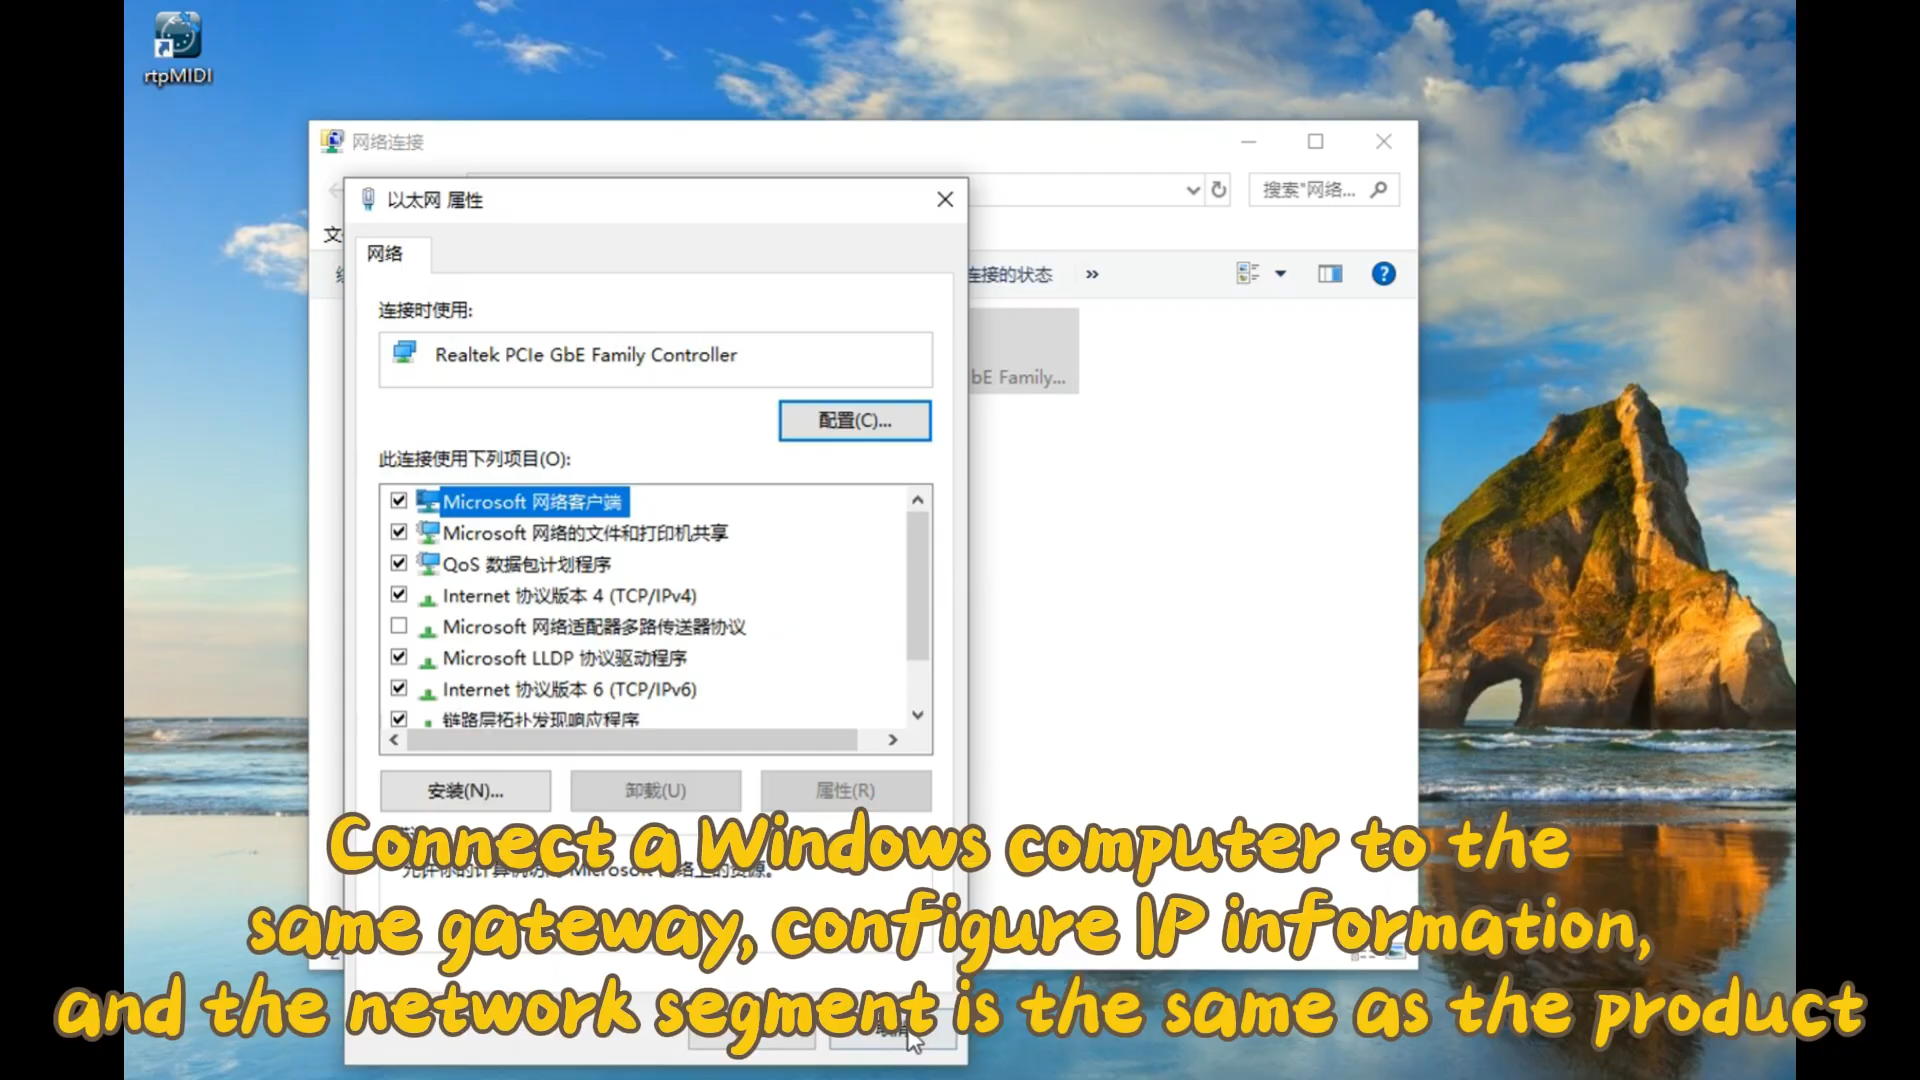 rtpMIDI
网络连接
以太网 属性
搜索"网络...
网络
连接的状态
»
连接时使用:
Realtek PCIe GbE Family Controller
bE Family...
配置(C)...
此连接使用下列项目(O):
Microsoft 网络客户端
Microsoft 网络的文件和打印机共享
QoS 数据包计划程序
Internet 协议版本 4 (TCP/IPv4)
Microsoft 网络适配器多路传送器协议
Microsoft LLDP 协议驱动程序
Internet 协议版本 6 (TCP/IPv6)
链路层拓扑发现响应程序
安装(N)...
卸载(U)
属性(R)
Connect a Windows computer to the
same gateway, configure IP information,
and the network segment is the same as the product